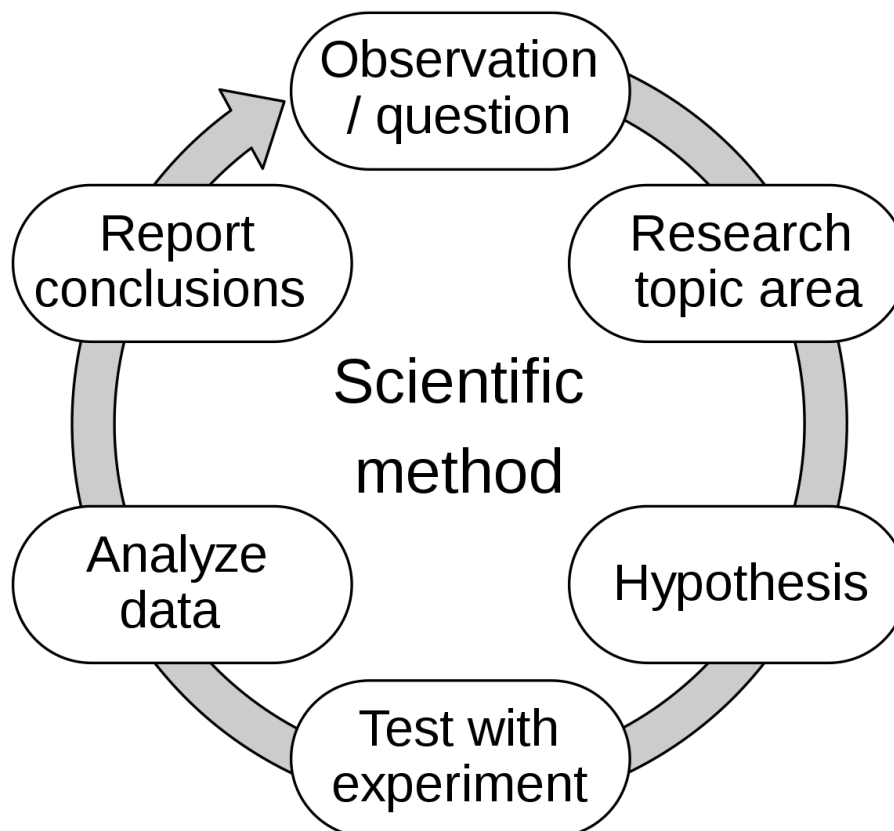 Observation
/ question
Research
topic area
Hypothesis
Test with
experiment
Analyze
data
Report
conclusions
Scientific
method